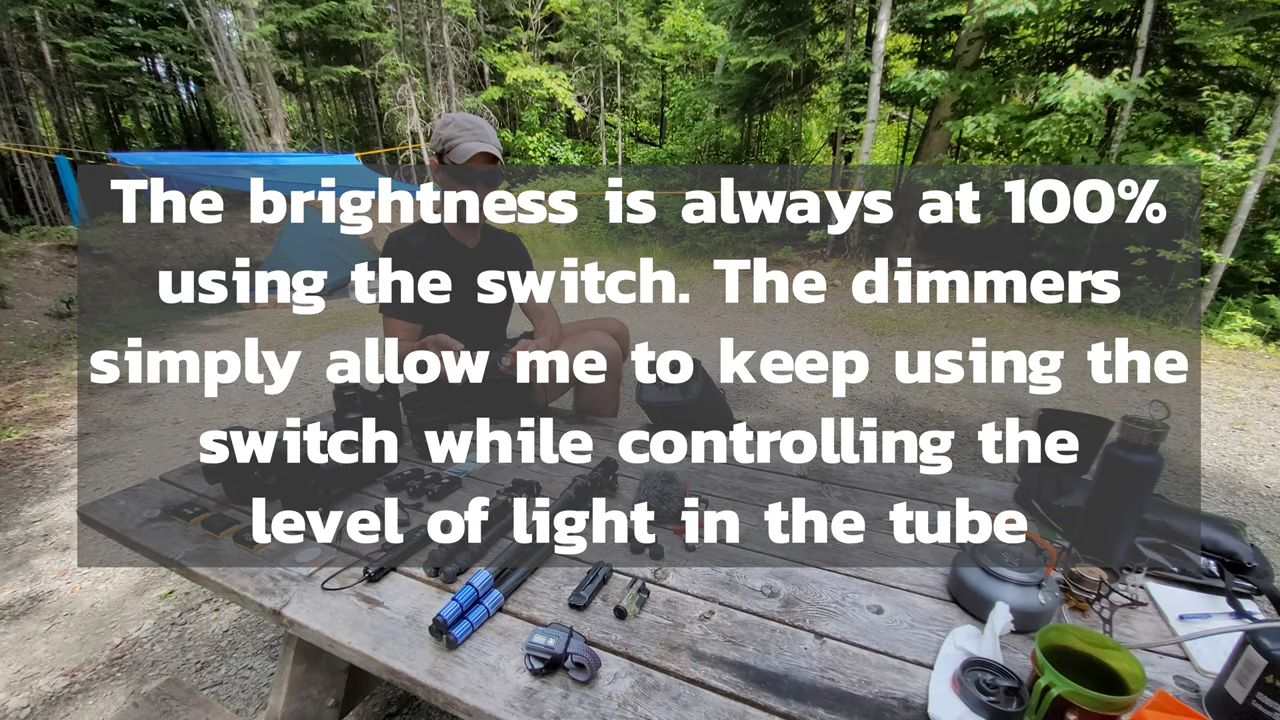 The brightness is always at 100%
using the switch. The dimmers
simply allow me to keep using the
switch while controlling the
level of light in the tube